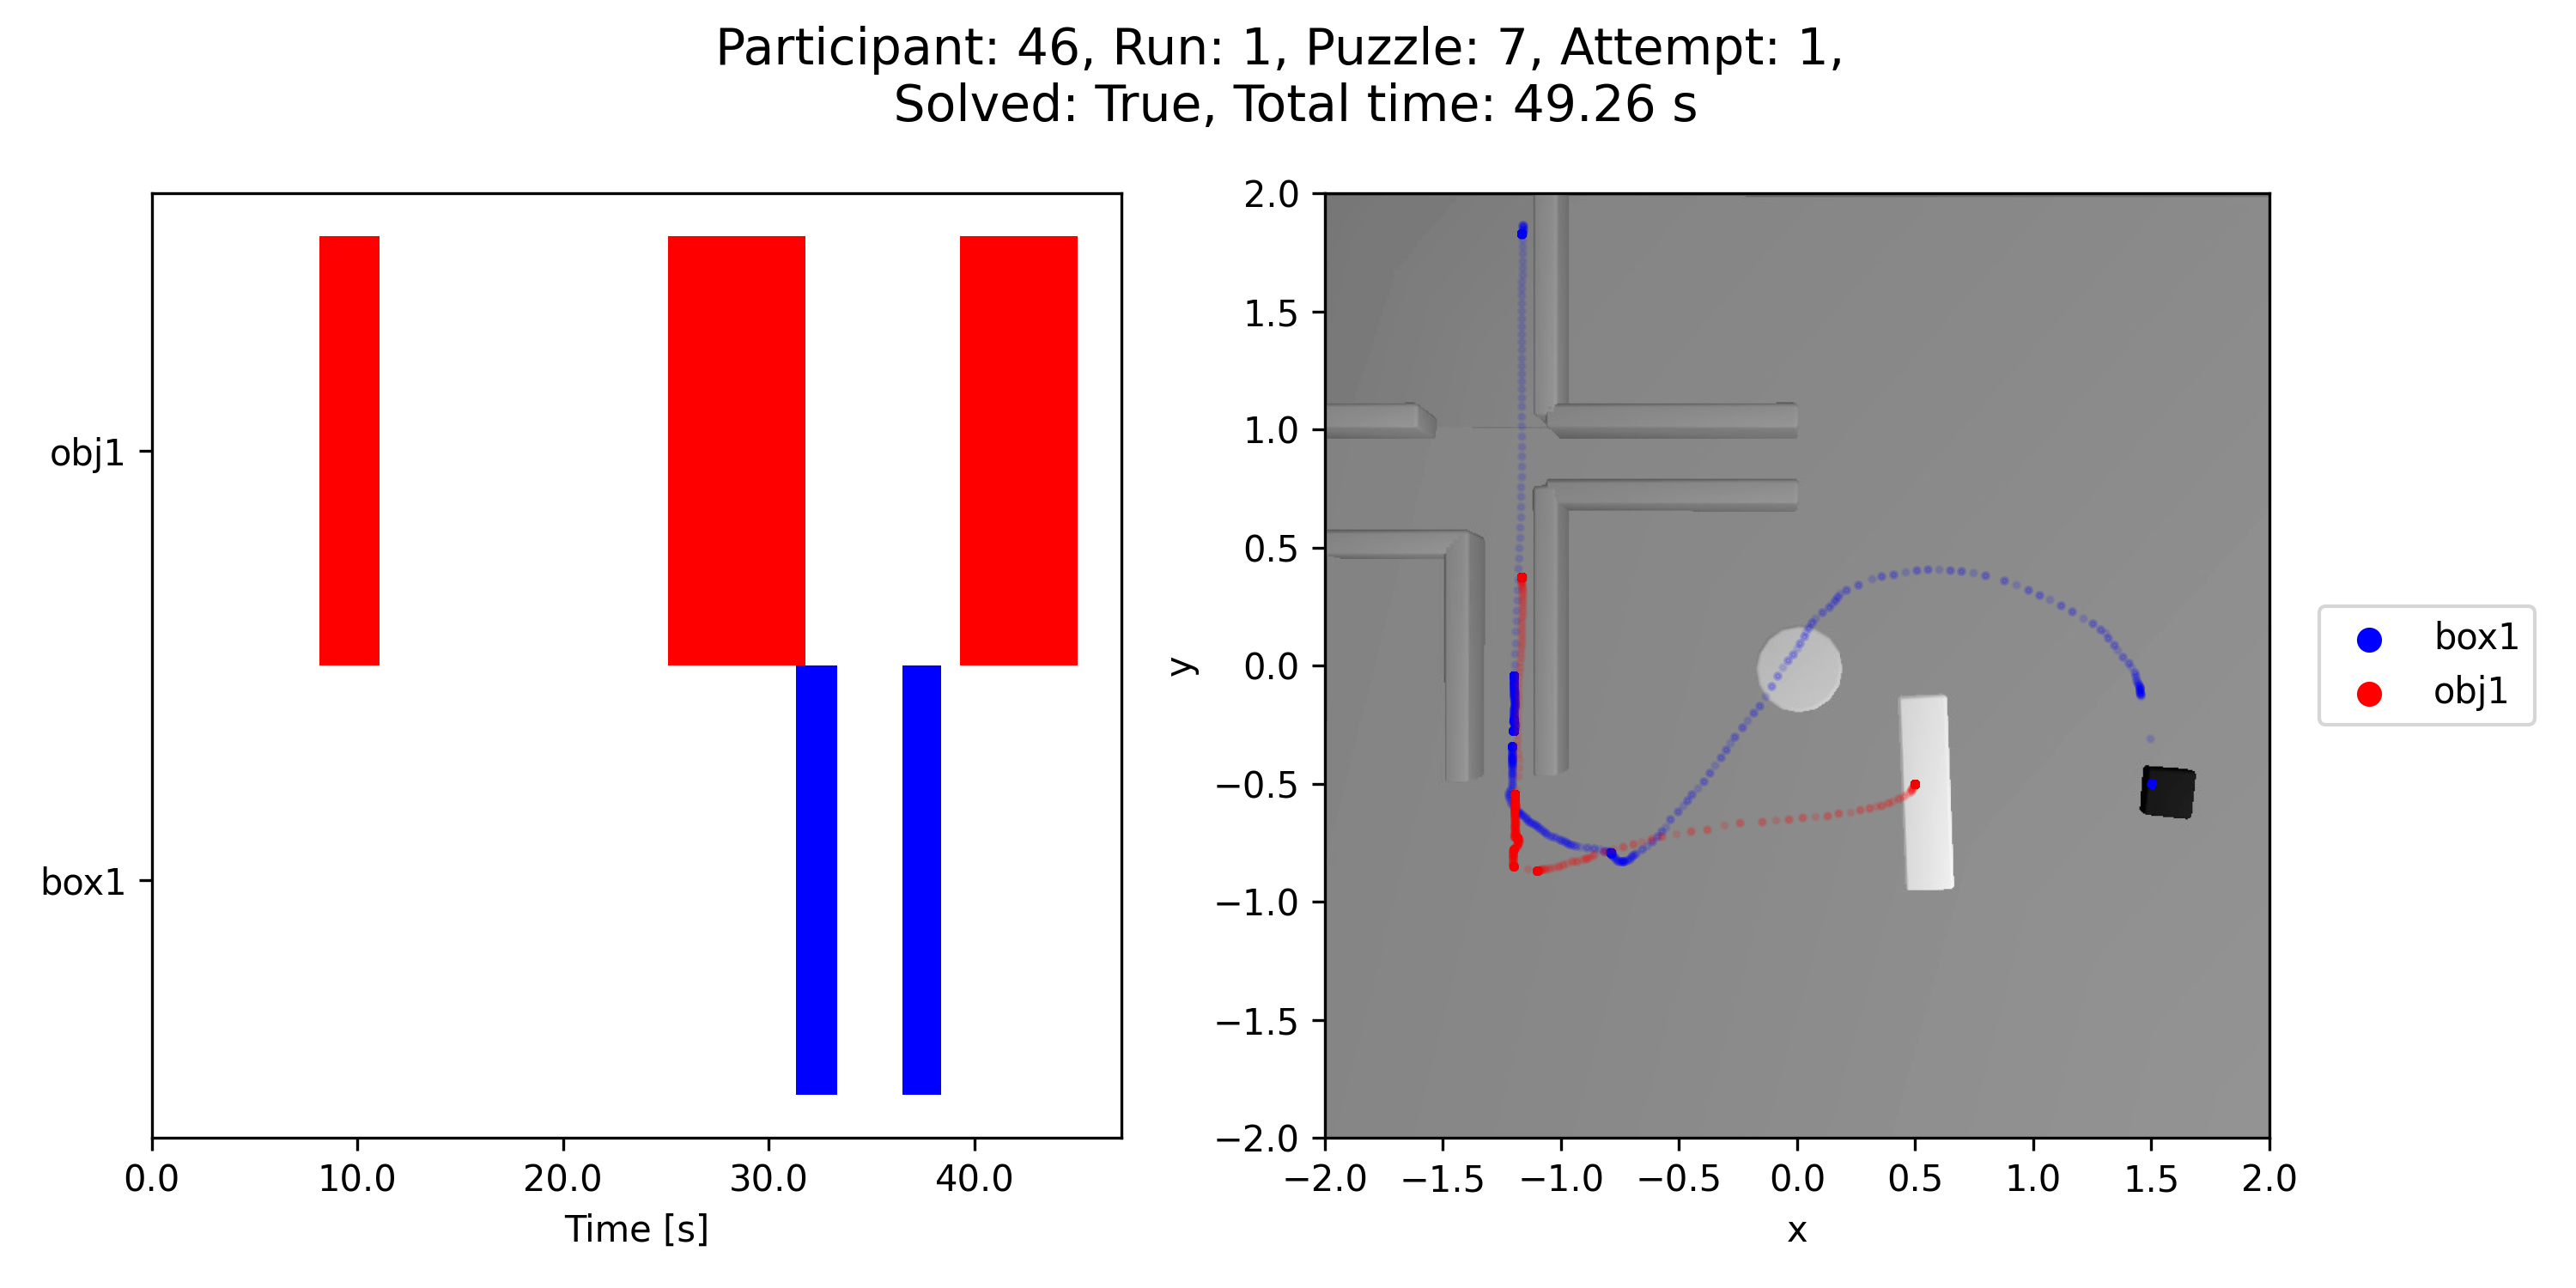 Participant: 46, Run: 1, Puzzle: 7, Attempt: 1,
Solved: True, Total time: 49.26 s
obj1
box1
0.0 10.0 20.0 30.0 40.0
Time [s]
2.0
1.5
1.0
0.5
0.0
−0.5
−1.0
−1.5
−2.0
y
−2.0 −1.5 −1.0 −0.5 0.0 0.5 1.0 1.5 2.0
x
box1
obj1